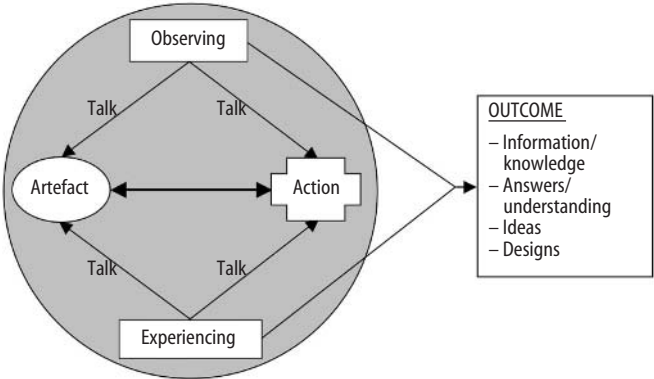 Observing
Talk
Talk
Artefact
Action
Talk
Talk
Experiencing
OUTCOME
– Information/
knowledge
– Answers/
understanding
– Ideas
– Designs